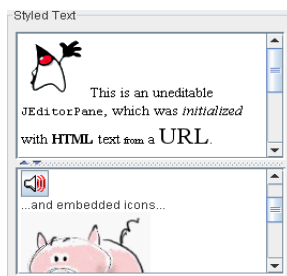 Styled Text
This is an uneditable
JEditorPane, which was initialized
with HTML text from a URL.
...and embedded icons...